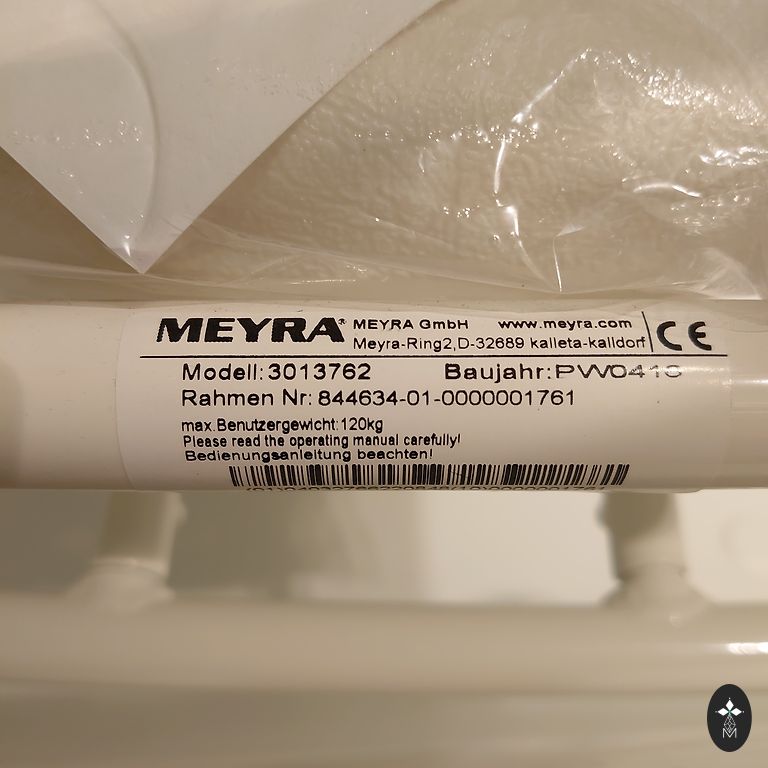 MEYRA® MEYRA GmbH www.meyra.com
Meyra-Ring2,D-32689 kalleta-kalldorf CE
Modell:3013762 Baujahr:
Rahmen Nr: 844634-01-0000001761
max.Benutzergewicht:120kg
Please read the operating manual carefully!
Bedienungsanleitung beachten!
M